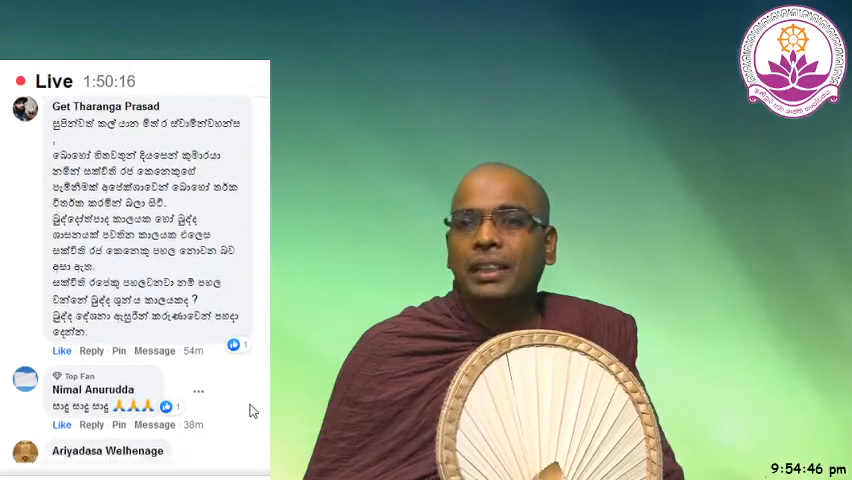 Live 1:50:16
Get Tharanga Prasad
සුපින්වත් කල් යාන මිත් ර ස්වාමින්වහන්ස
,
බොහෝ හිතවතුන් දියසෙන් කුමාරයා
නමින් සක්විති රජ කෙනෙකුගේ
පැමිනීමක් අපේක්ශාවෙන් බොහෝ තර්ක
විතර්ක කරමින් බලා සිටී.
බුද්දෝත්පාද කාලයක හෝ බුද්ද
ශාසනයක් පවතින කාලයක එලෙස
සක්විති රජ කෙනෙකු පහල නොවන බව
අසා ඇත.
සක්විති රජෙකු පහලවනවා නම් පහල
වන්නේ බුද්ද ශුන් ය කාලයකද ?
බුද්ද දේශනා ඇසුරින් කරුණාවෙන් පහදා
දෙන්න.
1
Like Reply Pin Message 54m
Top Fan
Nimal Anurudda
සාදු සාදු සාදු 🙏🙏🙏 1
Like Reply Pin Message 38m
Ariyadasa Welhenage
9:54:46 pm